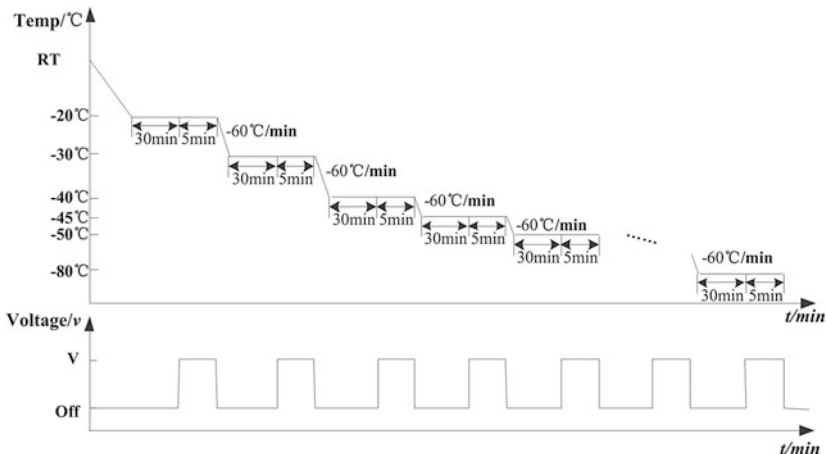 Temp/℃
RT
-20℃
30min 5min
-60℃/min
-30℃
30min 5min
-60℃/min
-40℃
30min 5min
-60℃/min
-45℃
30min 5min
-60℃/min
-50℃
30min 5min
-60℃/min
-80℃
30min 5min
t/min
Voltage/v
V
Off
t/min